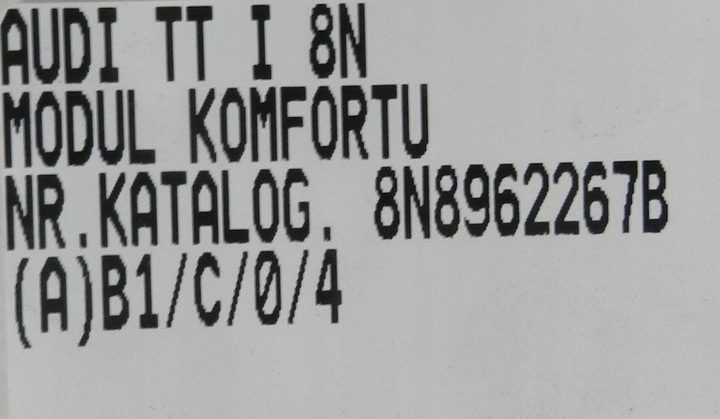 AUDI TT I 8N
MODUL KOMFORTU
NR.KATALOG. 8N8962267B
(A)B1/C/0/4